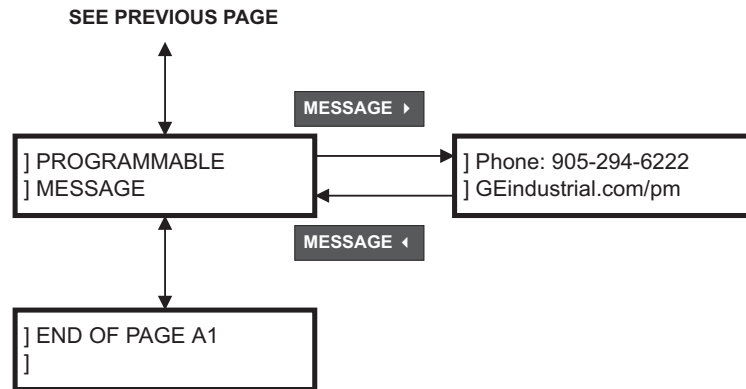 SEE PREVIOUS PAGE
MESSAGE ▸
] PROGRAMMABLE
] MESSAGE
] Phone: 905-294-6222
] GEindustrial.com/pm
MESSAGE ◂
] END OF PAGE A1
]